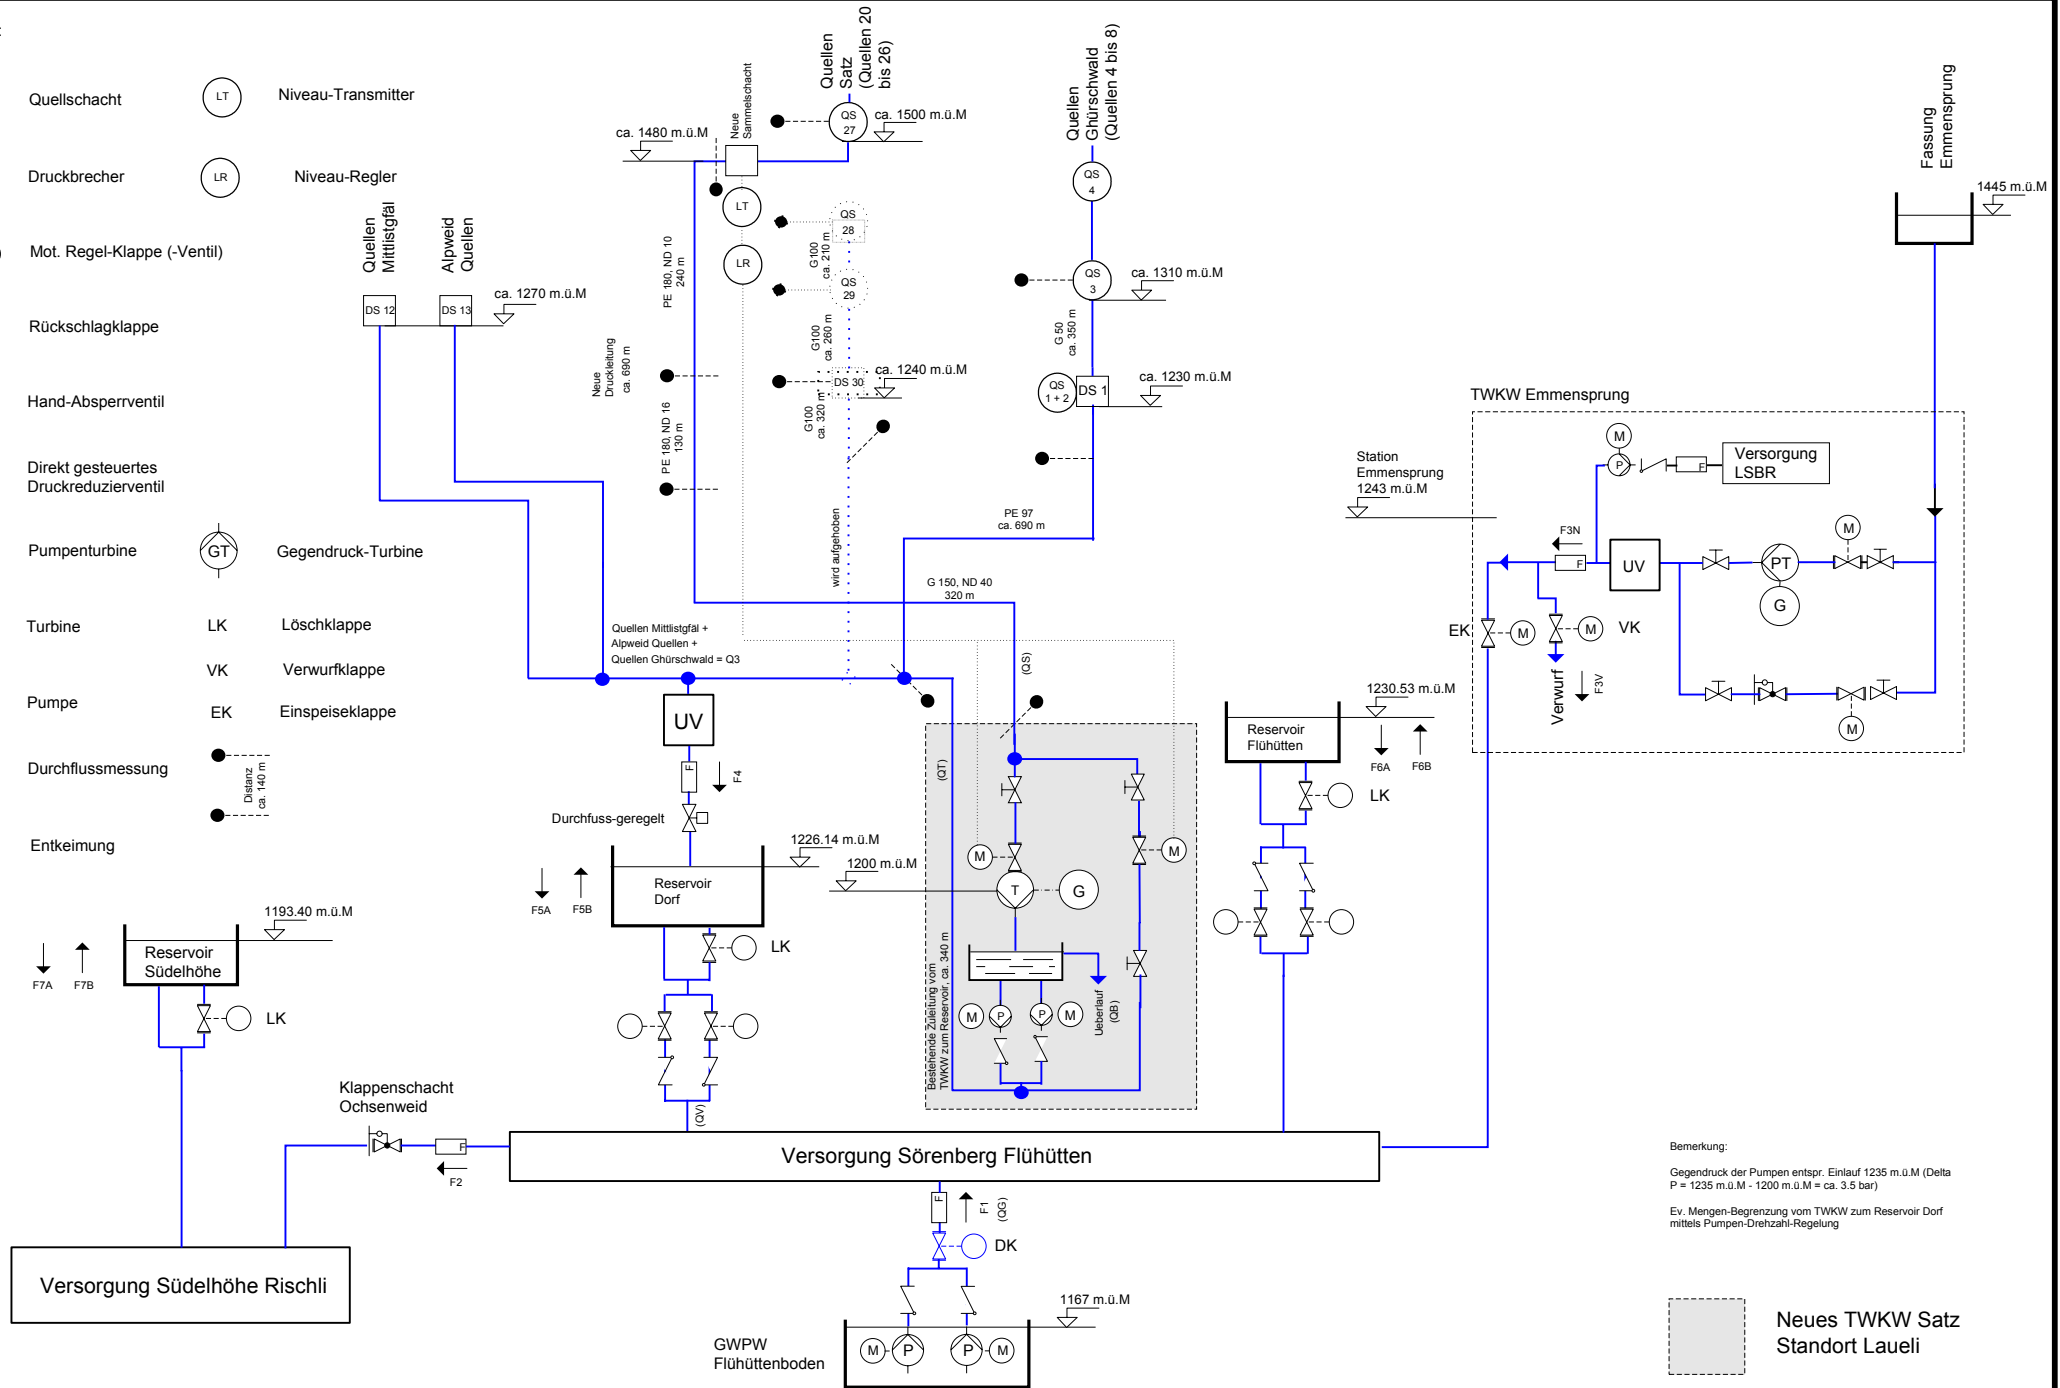 Quellschacht
LT
Niveau-Transmitter
Druckbrecher
LR
Niveau-Regler
Mot. Regel-Klappe (-Ventil)
Rückschlagklappe
Hand-Absperrventil
Direkt gesteuertes
Druckreduzierventil
Pumpenturbine
GT
Gegendruck-Turbine
Turbine
LK
Löschklappe
VK
Verwurfklappe
Pumpe
EK
Einspeiseklappe
Durchflussmessung
Distanz
ca. 140 m
Entkeimung
Quellen
Mittlistgfäl
Alpweid
Quellen
DS 12
DS 13
ca. 1270 m.ü.M
ca. 1480 m.ü.M
Neue
Sammelschacht
Quellen
Satz
(Quellen 20
bis 26)
QS
27
ca. 1500 m.ü.M
LT
LR
QS
28
G100
ca. 210 m
QS
29
G100
ca. 260 m
DS 30
ca. 1240 m.ü.M
G100
ca. 320 m
PE 180, ND 10
240 m
Neue
Druckleitung
ca. 690 m
PE 180, ND 16
130 m
wird aufgehoben
Quellen
Ghürschwald
(Quellen 4 bis 8)
QS
4
QS
3
ca. 1310 m.ü.M
G 50
ca. 350 m
QS
1 + 2
DS 1
ca. 1230 m.ü.M
PE 97
ca. 690 m
G 150, ND 40
320 m
Quellen Mittlistgfäl +
Alpweid Quellen +
Quellen Ghürschwald = Q3
(QS)
UV
F
F4
Durchfuss-geregelt
1226.14 m.ü.M
Reservoir
Dorf
F5A
F5B
LK
(QV)
1200 m.ü.M
(QT)
Bestehende Zuleitung vom
TWKW zum Reservoir, ca. 340 m
M
T
G
M
M
P
P
M
Ueberlauf
(QB)
1230.53 m.ü.M
Reservoir
Flühütten
F6A
F6B
LK
Fassung
Emmensprung
1445 m.ü.M
TWKW Emmensprung
Station
Emmensprung
1243 m.ü.M
M
P
F
Versorgung
LSBR
F3N
F
UV
PT
G
M
EK
M
M
VK
Verwurf
F3V
M
1193.40 m.ü.M
Reservoir
Südelhöhe
F7A
F7B
LK
Klappenschacht
Ochsenweid
F
F2
Versorgung Sörenberg Flühütten
Versorgung Südelhöhe Rischli
F
F1
(QG)
DK
1167 m.ü.M
GWPW
Flühüttenboden
M
P
P
M
Bemerkung:
Gegendruck der Pumpen entspr. Einlauf 1235 m.ü.M (Delta
P = 1235 m.ü.M - 1200 m.ü.M = ca. 3.5 bar)
Ev. Mengen-Begrenzung vom TWKW zum Reservoir Dorf
mittels Pumpen-Drehzahl-Regelung
Neues TWKW Satz
Standort Laueli